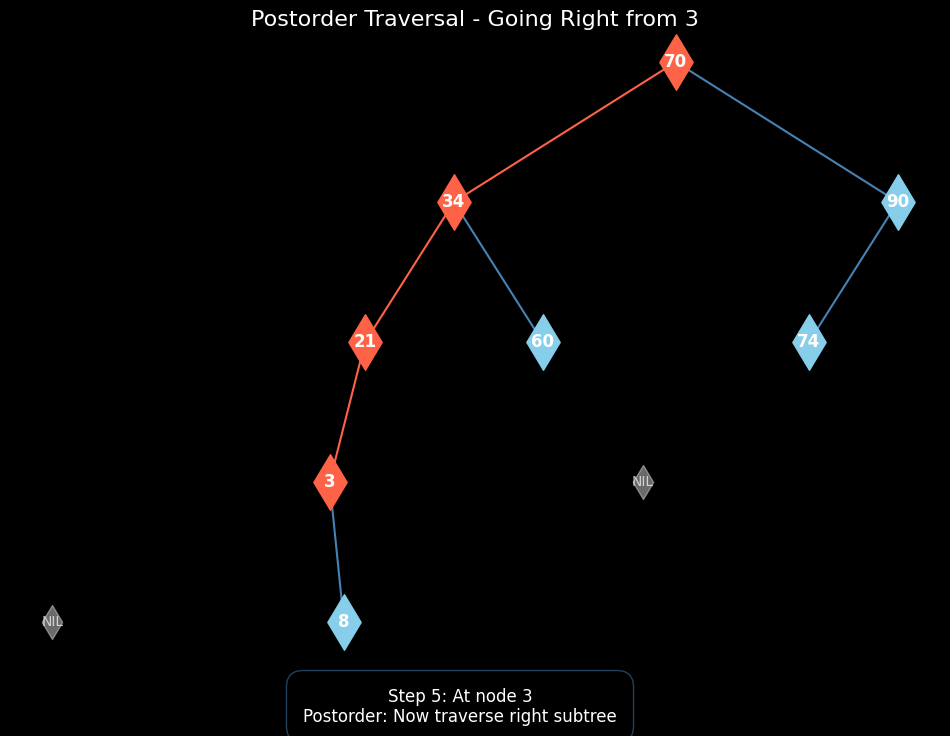 Postorder Traversal - Going Right from 3
70
34
90
21
60
74
3
NIL
NIL
8
Step 5: At node 3
Postorder: Now traverse right subtree